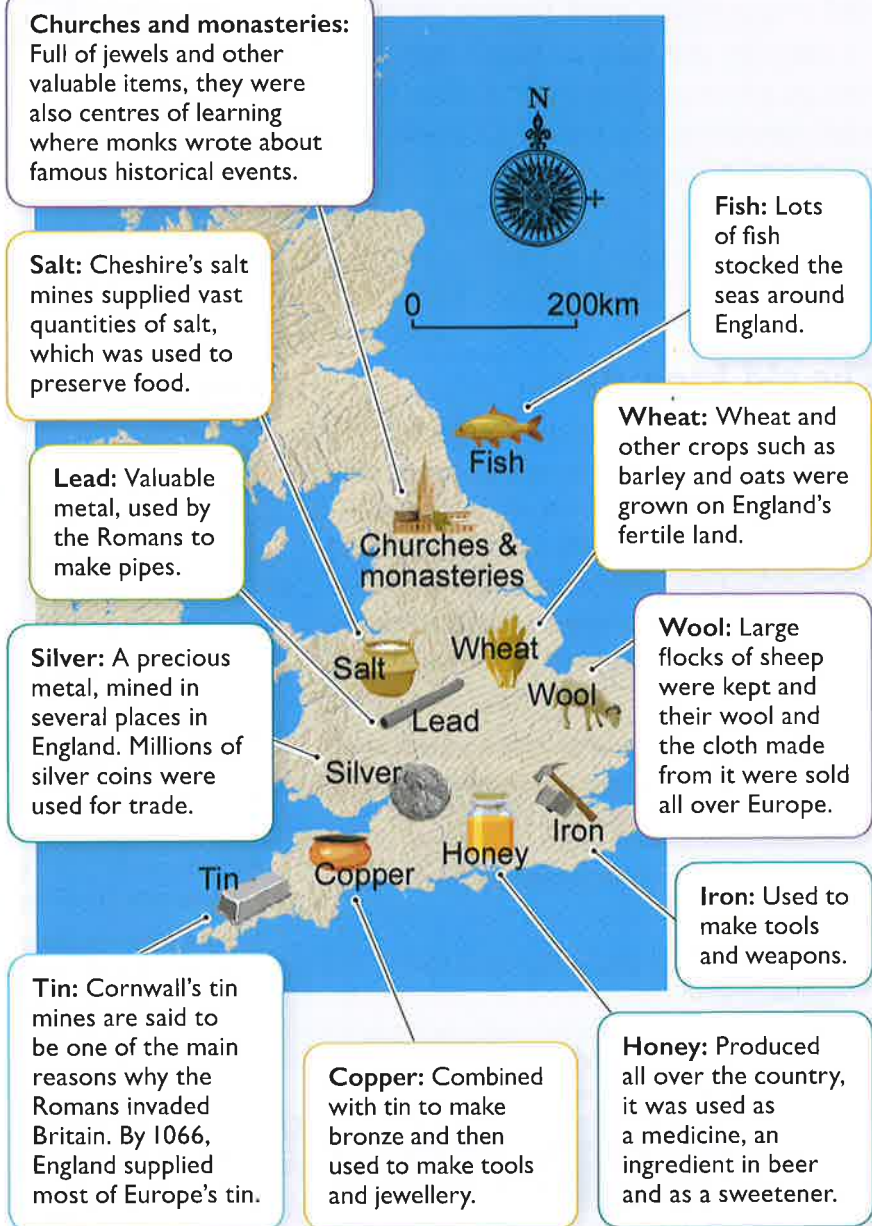 Churches and monasteries:
Full of jewels and other
valuable items, they were
also centres of learning
where monks wrote about
famous historical events.
N
Fish: Lots
of fish
stocked the
seas around
England.
Salt: Cheshire's salt
mines supplied vast
quantities of salt,
which was used to
preserve food.
0 200km
Wheat: Wheat and
other crops such as
barley and oats were
grown on England's
fertile land.
Fish
Lead: Valuable
metal, used by
the Romans to
make pipes.
Churches &
monasteries
Wool: Large
flocks of sheep
were kept and
their wool and
the cloth made
from it were sold
all over Europe.
Silver: A precious
metal, mined in
several places in
England. Millions of
silver coins were
used for trade.
Salt
Wheat
Wool
Lead
Silver
Iron
Honey
Copper
Tin
Iron: Used to
make tools
and weapons.
Tin: Cornwall's tin
mines are said to
be one of the main
reasons why the
Romans invaded
Britain. By 1066,
England supplied
most of Europe's tin.
Copper: Combined
with tin to make
bronze and then
used to make tools
and jewellery.
Honey: Produced
all over the country,
it was used as
a medicine, an
ingredient in beer
and as a sweetener.